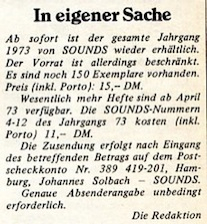 In eigener Sache
Ab sofort ist der gesamte Jahrgang
1973 von SOUNDS wieder erhältlich.
Der Vorrat ist allerdings beschränkt.
Es sind noch 150 Exemplare vorhanden.
Preis (inkl. Porto): 15,– DM.
Wesentlich mehr Hefte sind ab April
73 verfügbar. Die SOUNDS-Nummern
4-12 des Jahrgangs 73 kosten (inkl.
Porto) 11,– DM.
Die Zusendung erfolgt nach Eingang
des betreffenden Betrags auf dem Post-
scheckkonto Nr. 389 419-201, Ham-
burg, Johannes Solbach – SOUNDS.
Genaue Absenderangabe unbedingt
erforderlich.
Die Redaktion